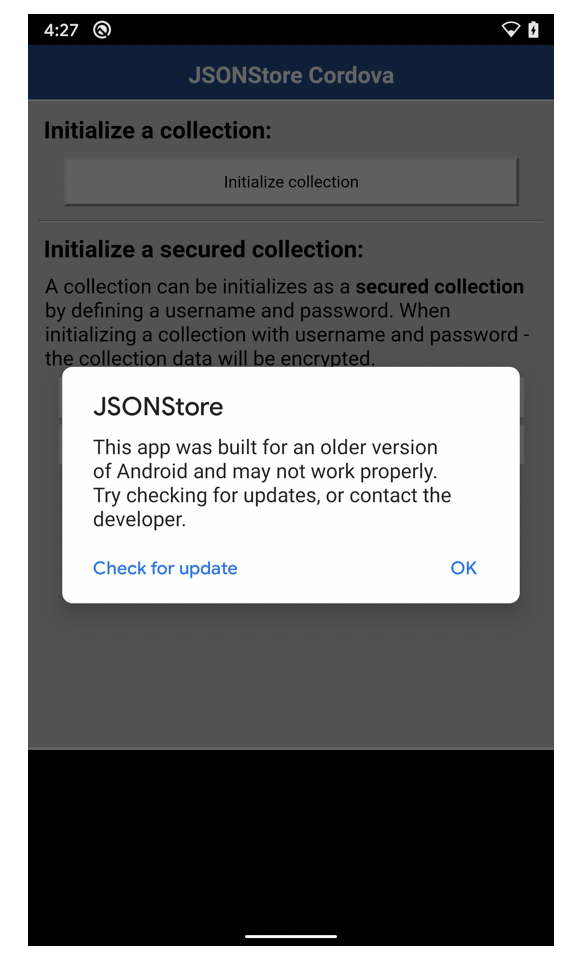 4:27
JSONStore Cordova
Initialize a collection:
Initialize collection
Initialize a secured collection:
A collection can be initializes as a secured collection
by defining a username and password. When
initializing a collection with username and password -
the collection data will be encrypted.
JSONStore
This app was built for an older version
of Android and may not work properly.
Try checking for updates, or contact the
developer.
Check for update
OK